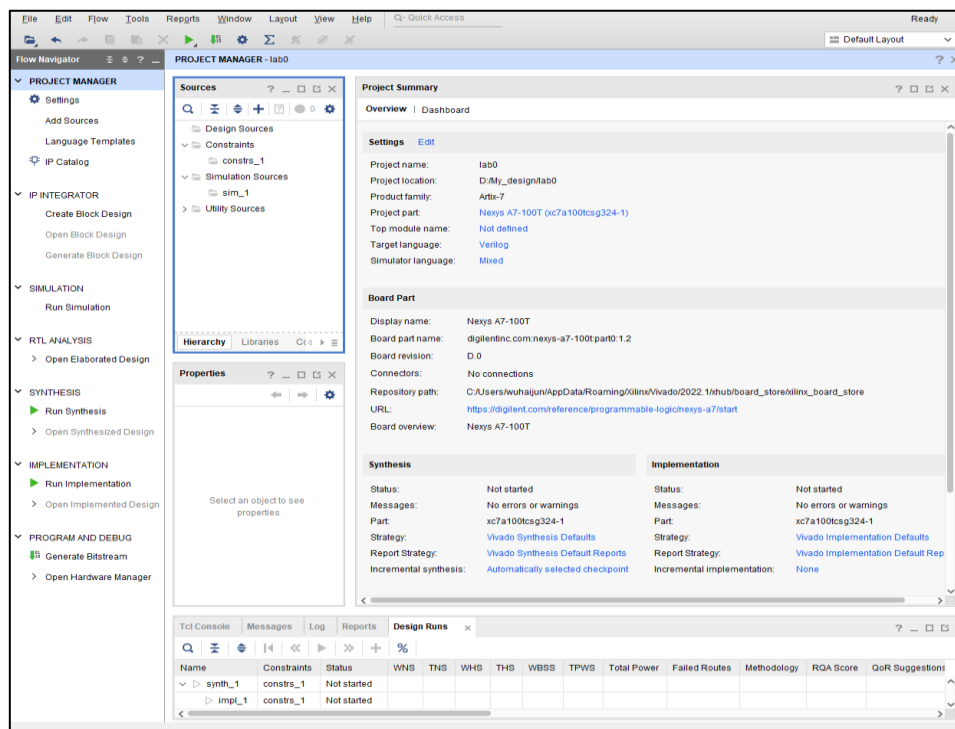 File Edit Flow Tools Reports Window Layout View Help Q- Quick Access Ready
Default Layout
Flow Navigator
PROJECT MANAGER - lab0
PROJECT MANAGER
Settings
Add Sources
Language Templates
IP Catalog
IP INTEGRATOR
Create Block Design
Open Block Design
Generate Block Design
SIMULATION
Run Simulation
RTL ANALYSIS
Open Elaborated Design
SYNTHESIS
Run Synthesis
Open Synthesized Design
IMPLEMENTATION
Run Implementation
Open Implemented Design
PROGRAM AND DEBUG
Generate Bitstream
Open Hardware Manager
Sources
0
Design Sources
Constraints
constrs_1
Simulation Sources
sim_1
Utility Sources
Hierarchy Libraries
Properties
Select an object to see
properties
Project Summary
Overview | Dashboard
Settings Edit
Project name: lab0
Project location: D:/My_design/lab0
Product family: Artix-7
Project part: Nexys A7-100T (xc7a100tcsg324-1)
Top module name: Not defined
Target language: Verilog
Simulator language: Mixed
Board Part
Display name: Nexys A7-100T
Board part name: digilentinc.com:nexys-a7-100t:part0:1.2
Board revision: D.0
Connectors: No connections
Repository path: C:/Users/wuhaijun/AppData/Roaming/Xilinx/Vivado/2022.1/xhub/board_store/xilinx_board_store
URL: https://digilent.com/reference/programmable-logic/nexys-a7/start
Board overview: Nexys A7-100T
Synthesis
Status: Not started
Messages: No errors or warnings
Part: xc7a100tcsg324-1
Strategy: Vivado Synthesis Defaults
Report Strategy: Vivado Synthesis Default Reports
Incremental synthesis: Automatically selected checkpoint
Implementation
Status: Not started
Messages: No errors or warnings
Part: xc7a100tcsg324-1
Strategy: Vivado Implementation Defaults
Report Strategy: Vivado Implementation Default Rep
Incremental implementation: None
Tcl Console Messages Log Reports Design Runs
Name Constraints Status WNS TNS WHS THS WBSS TPWS Total Power Failed Routes Methodology RQA Score QoR Suggestions
synth_1 constrs_1 Not started
impl_1 constrs_1 Not started